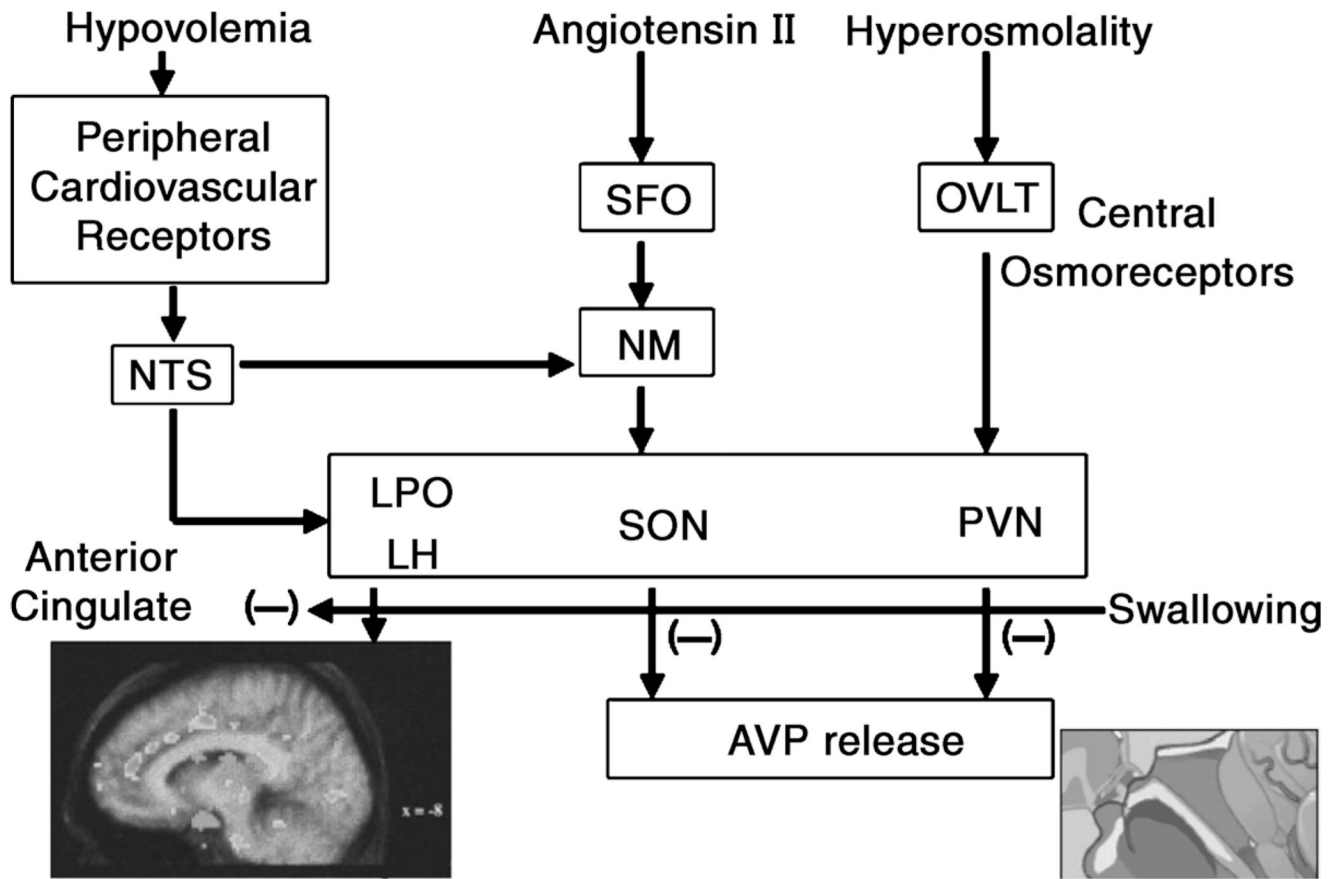 Hypovolemia
Angiotensin II
Hyperosmolality
Peripheral
Cardiovascular
Receptors
SFO
OVLT
Central
Osmoreceptors
NTS
NM
LPO
LH
SON
PVN
Anterior
Cingulate
(—)
Swallowing
(—)
(—)
AVP release
x = -8